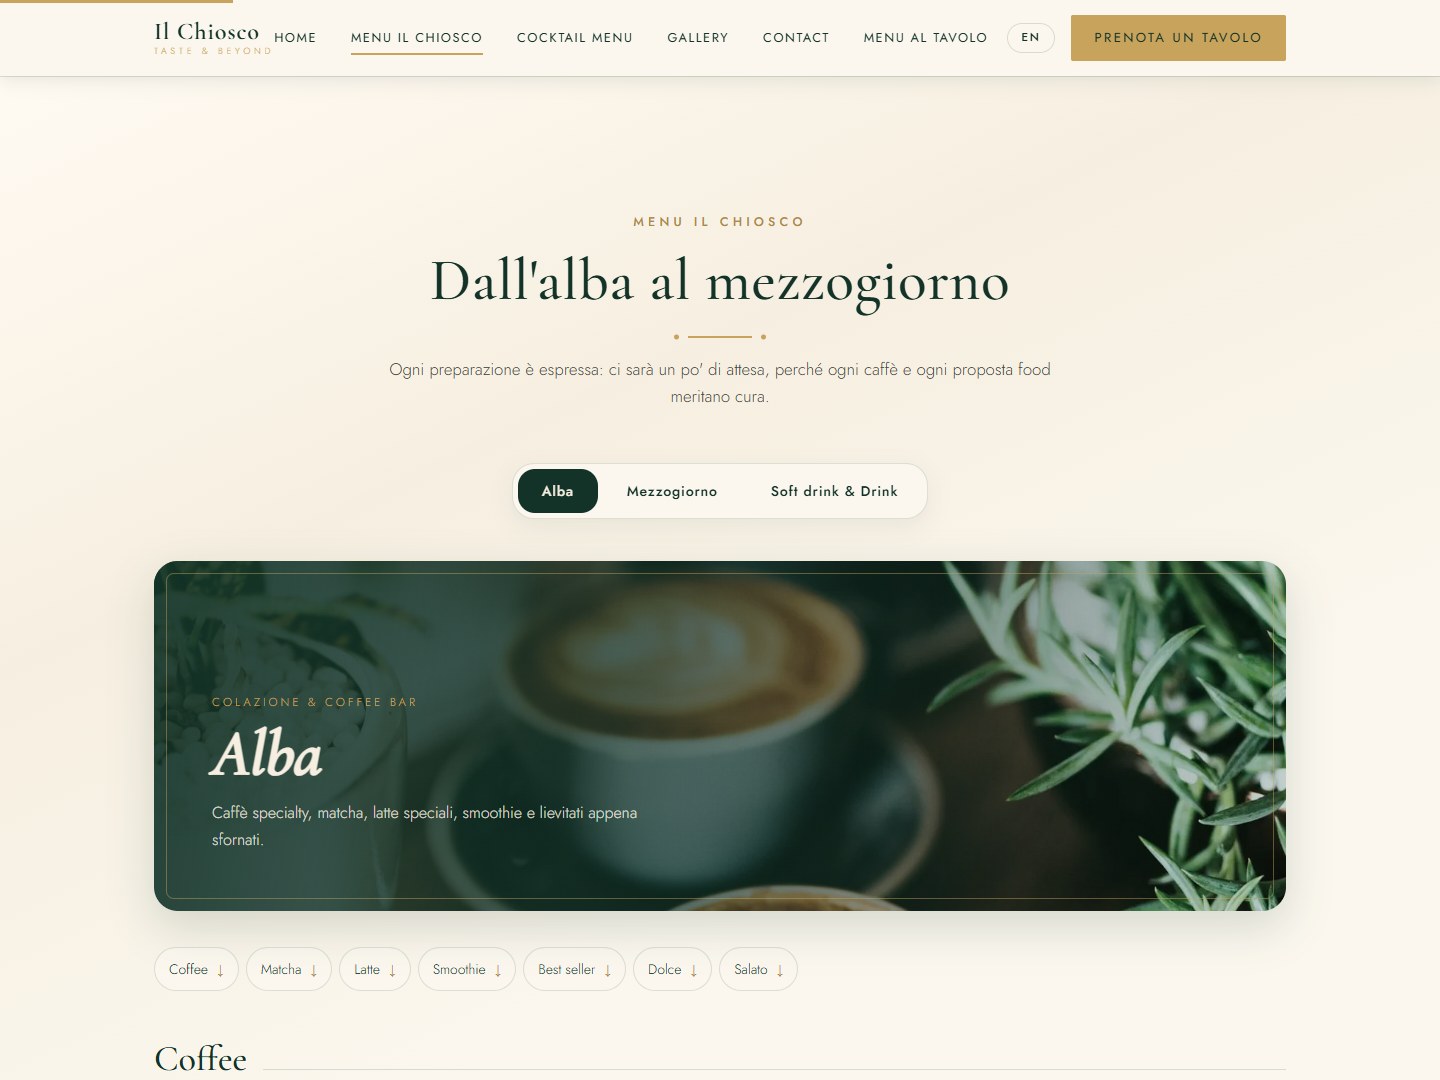 Il Chiosco
TASTE & BEYOND
HOME
MENU IL CHIOSCO
COCKTAIL MENU
GALLERY
CONTACT
MENU AL TAVOLO
EN
PRENOTA UN TAVOLO
MENU IL CHIOSCO
Dall'alba al mezzogiorno
Ogni preparazione è espressa: ci sarà un po' di attesa, perché ogni caffè e ogni proposta food
meritano cura.
Alba
Mezzogiorno
Soft drink & Drink
COLAZIONE & COFFEE BAR
Alba
Caffè specialty, matcha, latte speciali, smoothie e lievitati appena
sfornati.
Coffee ↓
Matcha ↓
Latte ↓
Smoothie ↓
Best seller ↓
Dolce ↓
Salato ↓
Coffee